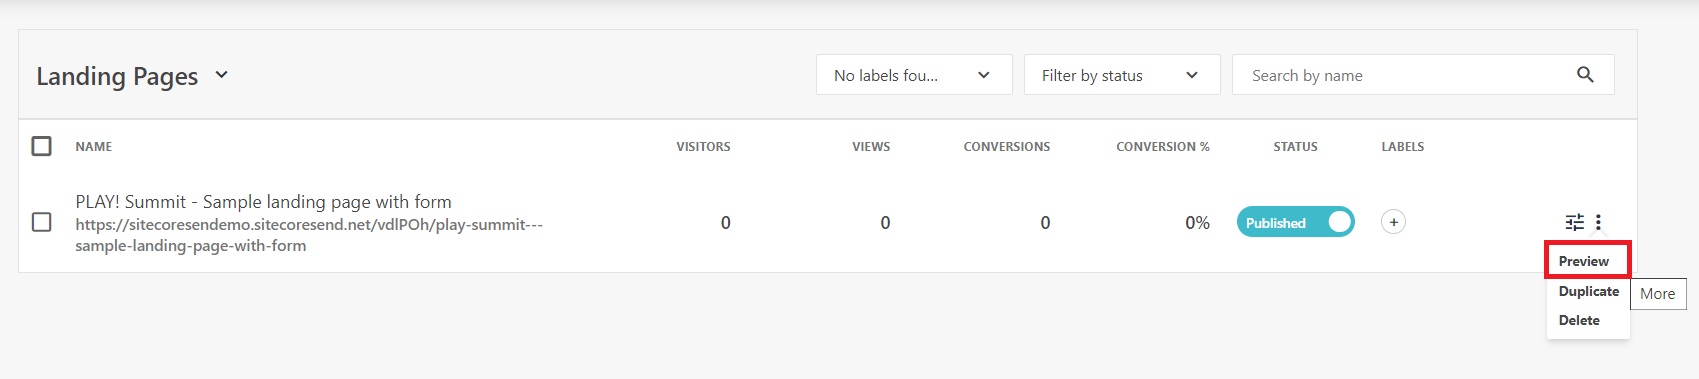 Landing Pages
No labels fou...
Filter by status
Search by name
NAME VISITORS VIEWS CONVERSIONS CONVERSION % STATUS LABELS
PLAY! Summit - Sample landing page with form
https://sitecoresendemo.sitecoresend.net/vdlPOh/play-summit---
sample-landing-page-with-form
0 0 0 0% Published
Preview
Duplicate
More
Delete